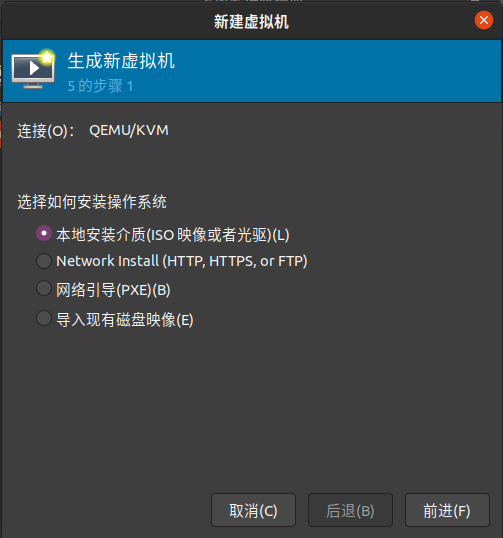 新建虚拟机
生成新虚拟机
5 的步骤 1
连接(O): QEMU/KVM
选择如何安装操作系统
本地安装介质(ISO 映像或者光驱)(L)
Network Install (HTTP, HTTPS, or FTP)
网络引导(PXE)(B)
导入现有磁盘映像(E)
取消(C) 后退(B) 前进(F)